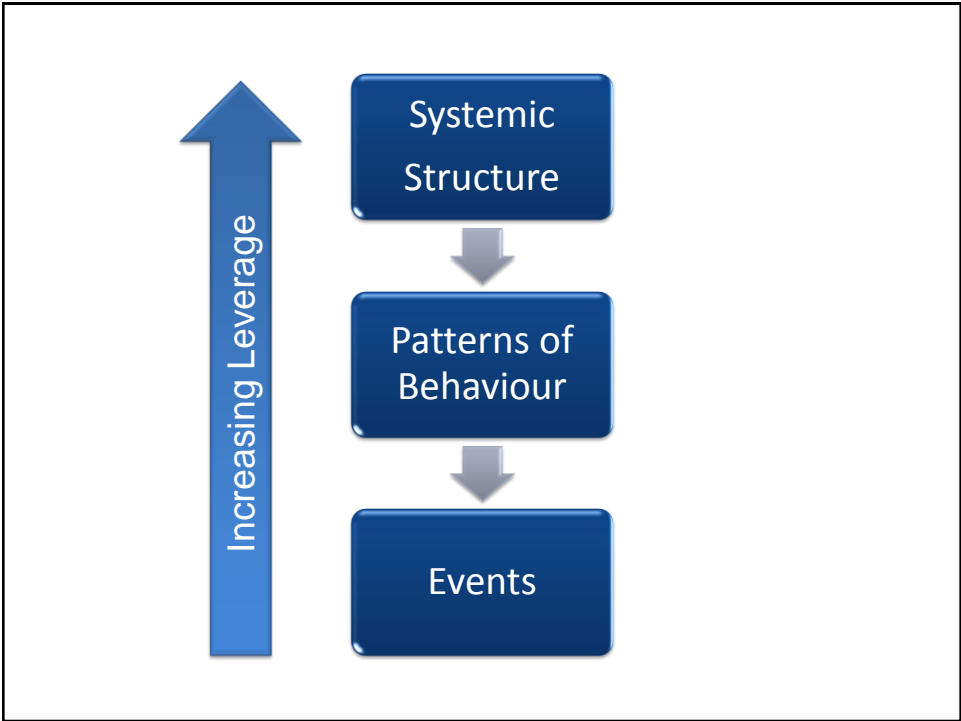 Increasing Leverage
Systemic
Structure
Patterns of
Behaviour
Events